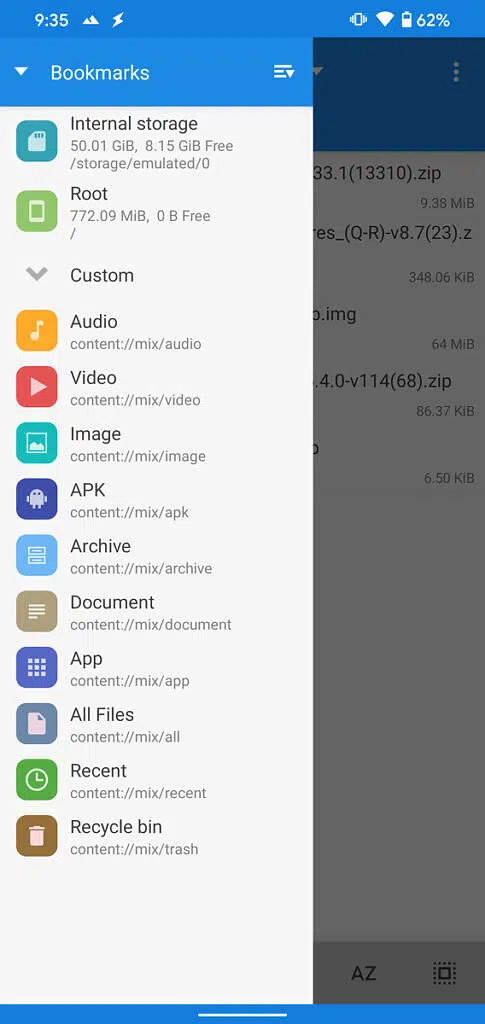 9:35
62%
Bookmarks
Internal storage
50.01 GiB, 8.15 GiB Free
/storage/emulated/0
Root
772.09 MiB, 0 B Free
/
Custom
Audio
content://mix/audio
Video
content://mix/video
Image
content://mix/image
APK
content://mix/apk
Archive
content://mix/archive
Document
content://mix/document
App
content://mix/app
All Files
content://mix/all
Recent
content://mix/recent
Recycle bin
content://mix/trash
33.1(13310).zip
9.38 MiB
res_(Q-R)-v8.7(23).z
348.06 KiB
.img
64 MiB
.4.0-v114(68).zip
86.37 KiB
6.50 KiB
AZ